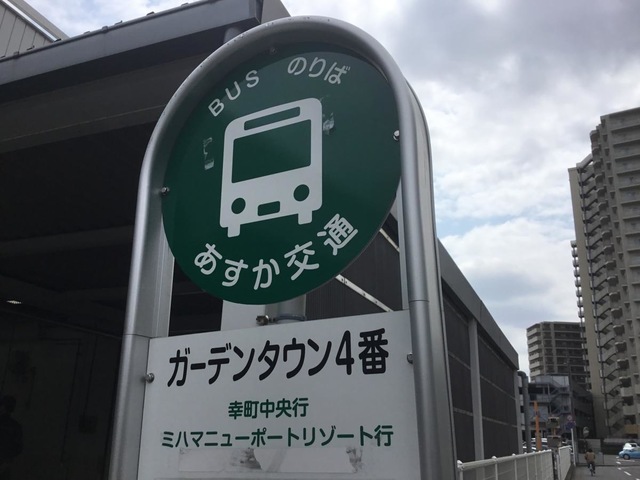 BUS のりば
あすか交通
ガーデンタウン4番
幸町中央行
ミハマニューポートリゾート行